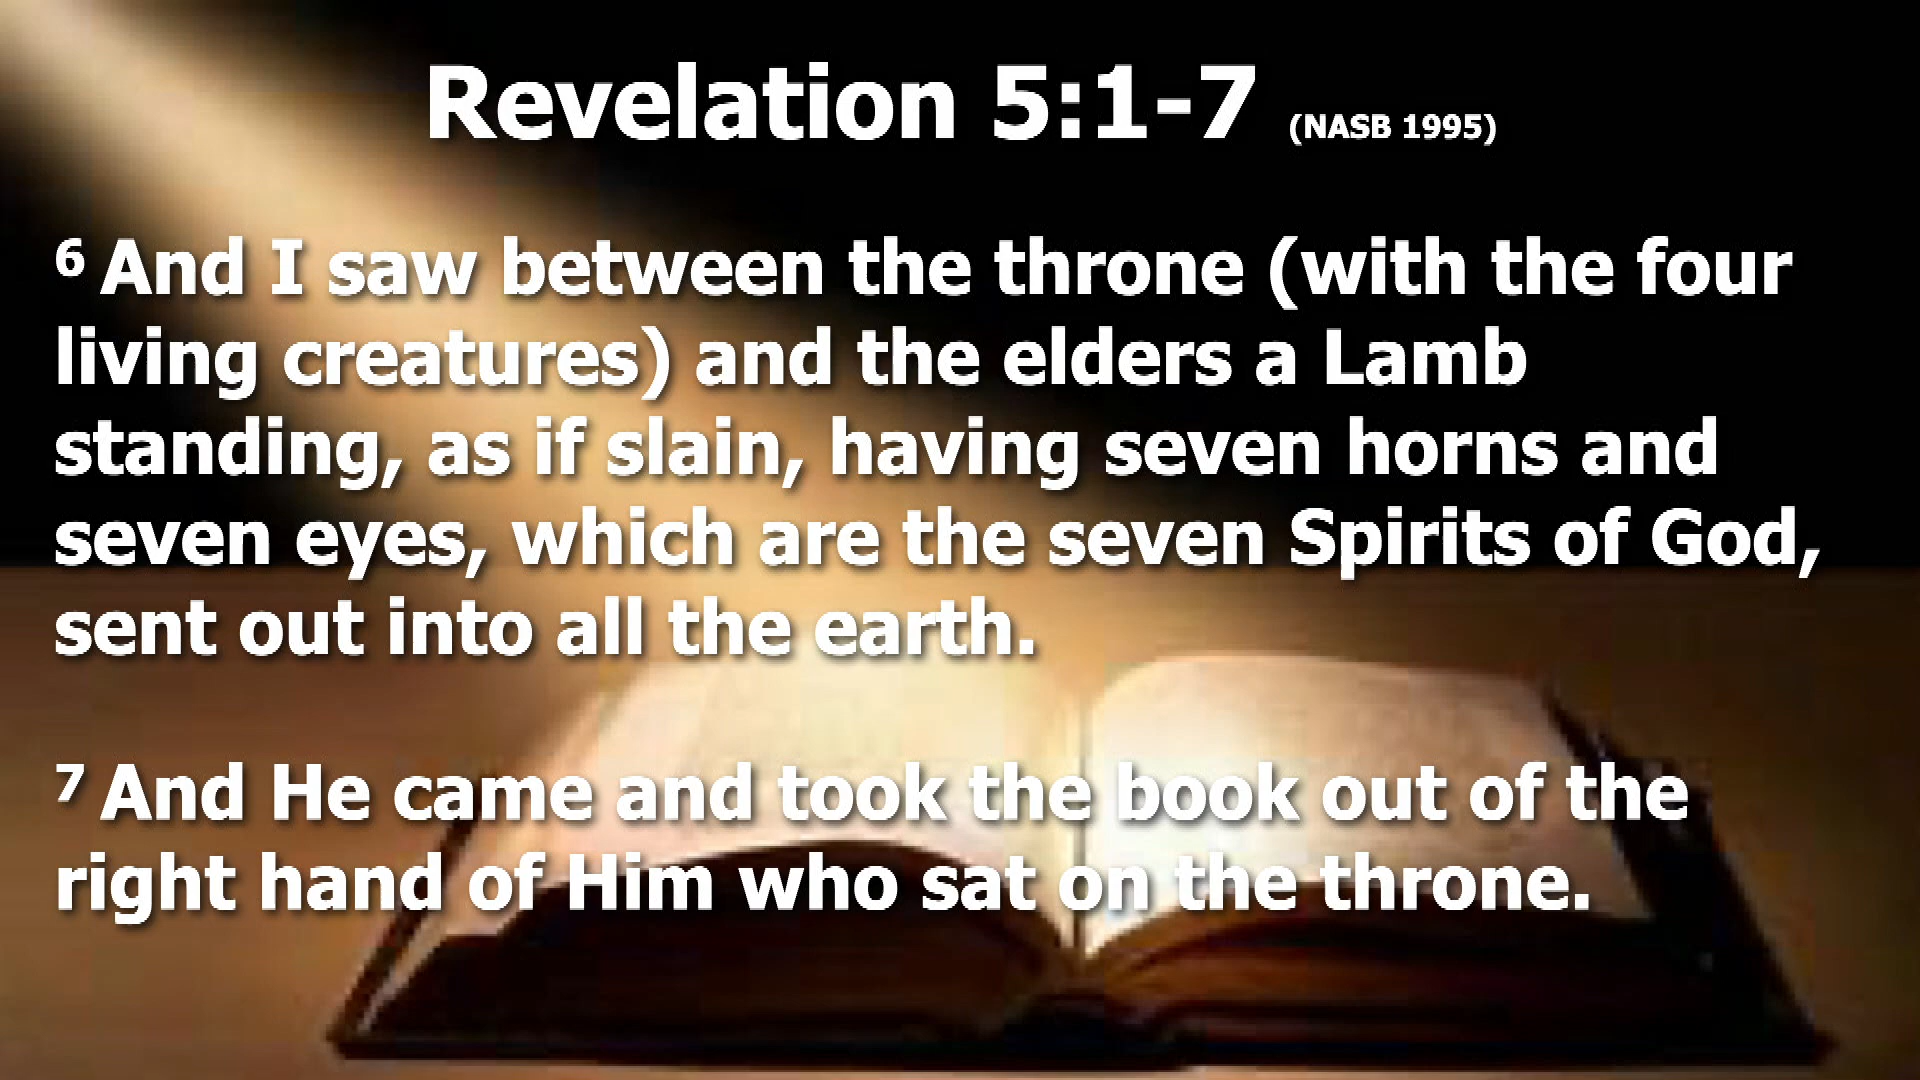 Revelation 5:1-7 (NASB 1995)
6 And I saw between the throne (with the four
living creatures) and the elders a Lamb
standing, as if slain, having seven horns and
seven eyes, which are the seven Spirits of God,
sent out into all the earth.
7 And He came and took the book out of the
right hand of Him who sat on the throne.